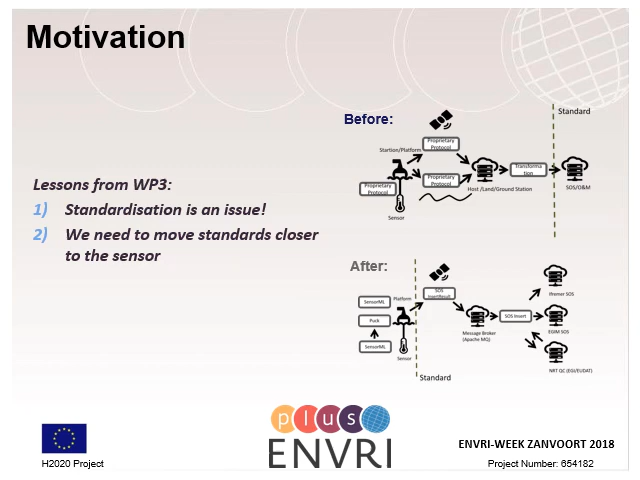 Motivation
Before:
Standard
Startion/Platform
Proprietary
Protocol
Proprietary
Protocol
Proprietary
Protocol
Sensor
Host /Land/Ground Station
Transforma
tion
SOS/O&M
Lessons from WP3:
1) Standardisation is an issue!
2) We need to move standards closer
to the sensor
After:
SensorML
Puck
SensorML
Platform
Sensor
Standard
SOS
InsertResult
Message Broker
(Apache MQ)
SOS Insert
Ifremer SOS
EGIM SOS
NRT QC (EGI/EUDAT)
H2020 Project
plus
ENVRI
ENVRI-WEEK ZANVOORT 2018
Project Number: 654182